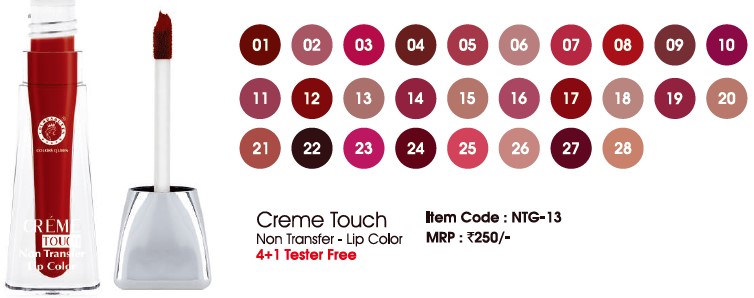 01 02 03 04 05 06 07 08 09 10
11 12 13 14 15 16 17 18 19 20
21 22 23 24 25 26 27 28
CRÉME
TOUCH
Non Transfer
Lip Color
Creme Touch
Non Transfer - Lip Color
4+1 Tester Free
Item Code : NTG-13
MRP : ₹250/-